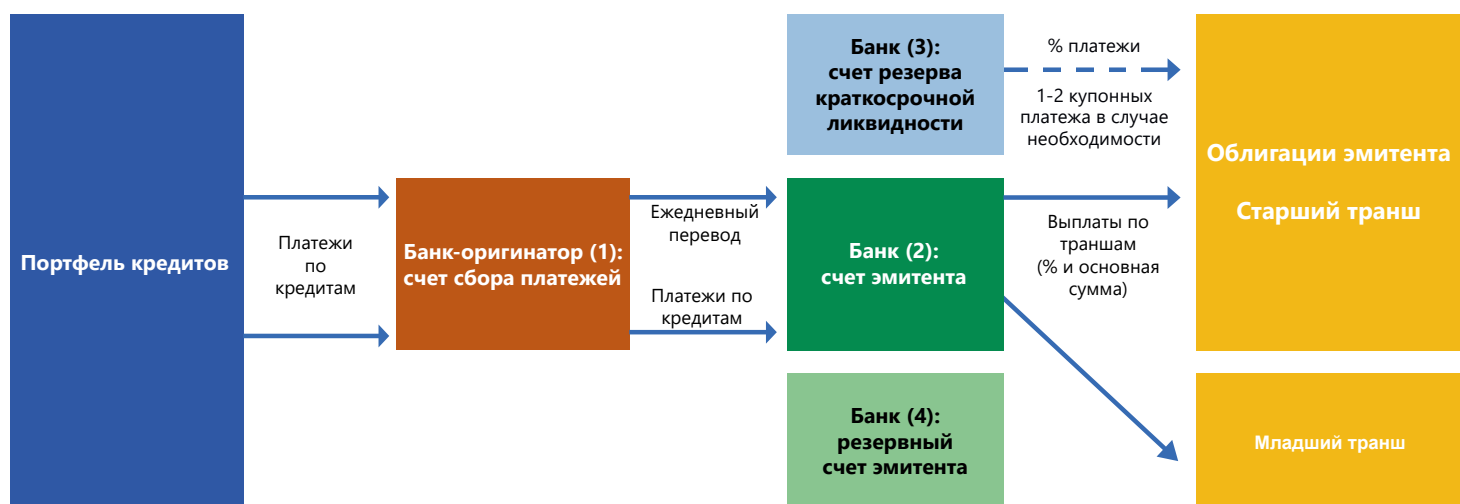 Портфель кредитов
Платежи
по
кредитам
Банк-оригинатор (1):
счет сбора платежей
Ежедневный
перевод
Платежи по
кредитам
Банк (3):
счет резерва
краткосрочной
ликвидности
Банк (2):
счет эмитента
Банк (4):
резервный
счет эмитента
% платежи
1-2 купонных
платежа в случае
необходимости
Выплаты по
траншам
(% и основная
сумма)
Облигации эмитента
Старший транш
Младший транш